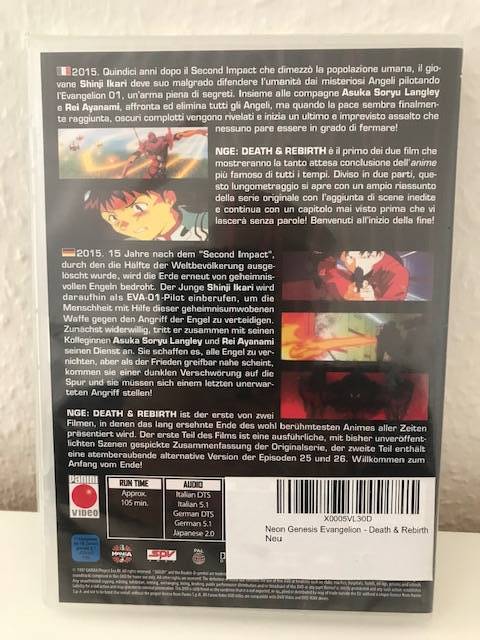 2015. Quindici anni dopo il Second Impact che dimezzò la popolazione umana, il gio-
vane Shinji Ikari deve suo malgrado difendere l'umanità dai misteriosi Angeli pilotando
l'Evangelion 01, un'arma piena di segreti. Insieme alle compagne Asuka Soryu Langley
e Rei Ayanami, affronta ed elimina tutti gli Angeli, ma quando la pace sembra finalmen-
te raggiunta, oscuri complotti vengono rivelati e inizia un ultimo e imprevisto assalto che
nessuno pare essere in grado di fermare!
NGE: DEATH & REBIRTH è il primo dei due film che
mostreranno la tanto attesa conclusione dell'anime
più famoso di tutti i tempi. Diviso in due parti, que-
sto lungometraggio si apre con un ampio riassunto
della serie originale con l'aggiunta di scene inedite
e continua con un capitolo mai visto prima che vi
lascerà senza parole! Benvenuti all'inizio della fine!
2015. 15 Jahre nach dem "Second Impact",
durch den die Hälfte der Weltbevölkerung ausge-
löscht wurde, wird die Erde erneut von geheimnis-
vollen Engeln bedroht. Der Junge Shinji Ikari wird
daraufhin als EVA-01-Pilot einberufen, um die
Menschheit mit Hilfe dieser geheimnisumwobenen
Waffe gegen den Angriff der Engel zu verteidigen.
Zunächst widerwillig, tritt er zusammen mit seinen
Kolleginnen Asuka Soryu Langley und Rei Ayanami
seinen Dienst an. Sie schaffen es, alle Engel zu ver-
nichten, aber als der Frieden greifbar nahe scheint,
kommen sie einer dunklen Verschwörung auf die
Spur und sie müssen sich einem letzten unerwar-
teten Angriff stellen!
NGE: DEATH & REBIRTH ist der erste von zwei
Filmen, in denen das lang ersehnte Ende des wohl berühmtesten Animes aller Zeiten
präsentiert wird. Der erste Teil des Films ist eine ausführliche, mit bisher unveröffent-
lichten Szenen gespickte Zusammenfassung der Originalserie, der zweite Teil enthält
eine atemberaubende alternative Version der Episoden 25 und 26. Willkommen zum
Anfang vom Ende!
PANINI
VIDEO
RUN TIME
Approx.
105 min.
AUDIO
Italian DTS
Italian 5.1
German DTS
German 5.1
Japanese 2.0
MANGA
SPV
PAL
X0005VL30D
Neon Genesis Evangelion - Death & Rebirth
Neu